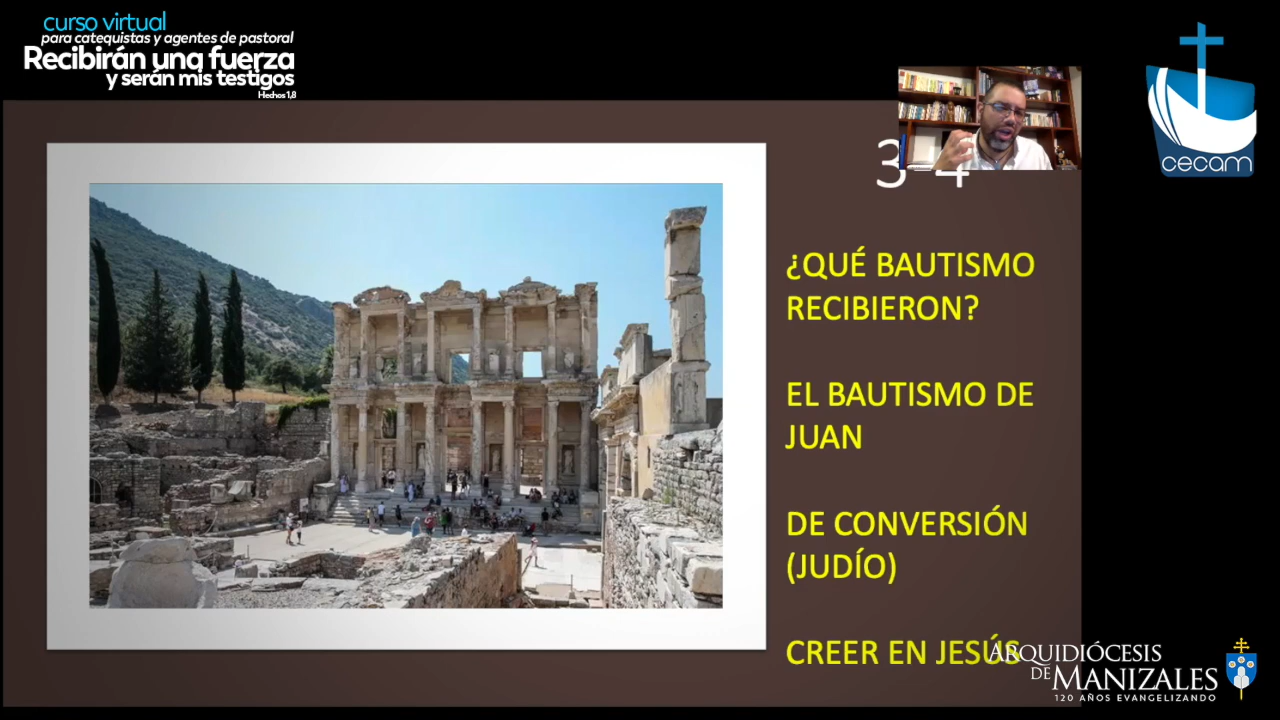 curso virtual
para catequistas y agentes de pastoral
Recibirán una fuerza
y serán mis testigos
Hechos 1,8
cecam
3-4
¿QUÉ BAUTISMO
RECIBIERON?
EL BAUTISMO DE
JUAN
DE CONVERSIÓN
(JUDÍO)
CREER EN JESÚS
ARQUIDIÓCESIS
DE MANIZALES
120 AÑOS EVANGELIZANDO